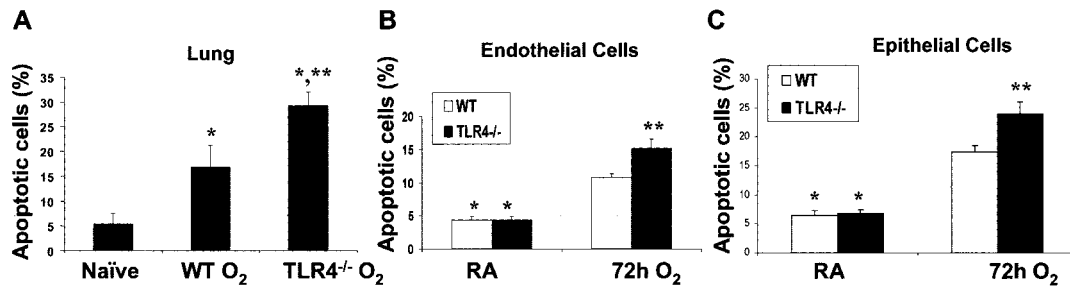 A
Lung
Apoptotic cells (%)
35
30
25
20
15
10
5
0
*
*,**
Naïve
WT O₂
TLR4-/- O₂
B
Endothelial Cells
WT
TLR4-/-
Apoptotic cells (%)
20
15
10
5
0
*
*
**
RA
72h O₂
C
Epithelial Cells
WT
TLR4-/-
Apoptotic cells (%)
30
25
20
15
10
5
0
*
*
**
RA
72h O₂